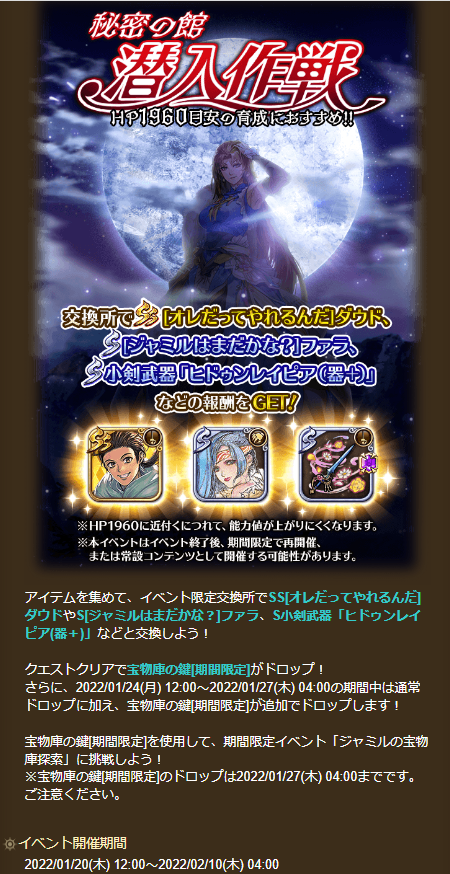 秘密の館
潜入作戦
HP1960目安の育成におすすめ!!
交換所でSS[オレだってやれるんだ]ダウド、
S[ジャミルはまだかな?]ファラ、
S小剣武器「ヒドゥンレイピア(器+)」
などの報酬をGET!
SS
S
S
※HP1960に近付くにつれて、能力値が上がりにくくなります。
※本イベントはイベント終了後、期間限定で再開催、
または常設コンテンツとして開催する可能性があります。
アイテムを集めて、イベント限定交換所でSS[オレだってやれるんだ]
ダウドやS[ジャミルはまだかな?]ファラ、S小剣武器「ヒドゥンレイ
ピア(器+)」などと交換しよう!
クエストクリアで宝物庫の鍵[期間限定]がドロップ!
さらに、2022/01/24(月) 12:00～2022/01/27(木) 04:00の期間中は通常
ドロップに加え、宝物庫の鍵[期間限定]が追加でドロップします!
宝物庫の鍵[期間限定]を使用して、期間限定イベント「ジャミルの宝物
庫探索」に挑戦しよう!
※宝物庫の鍵[期間限定]のドロップは2022/01/27(木) 04:00までです。
ご注意ください。
イベント開催期間
2022/01/20(木) 12:00～2022/02/10(木) 04:00